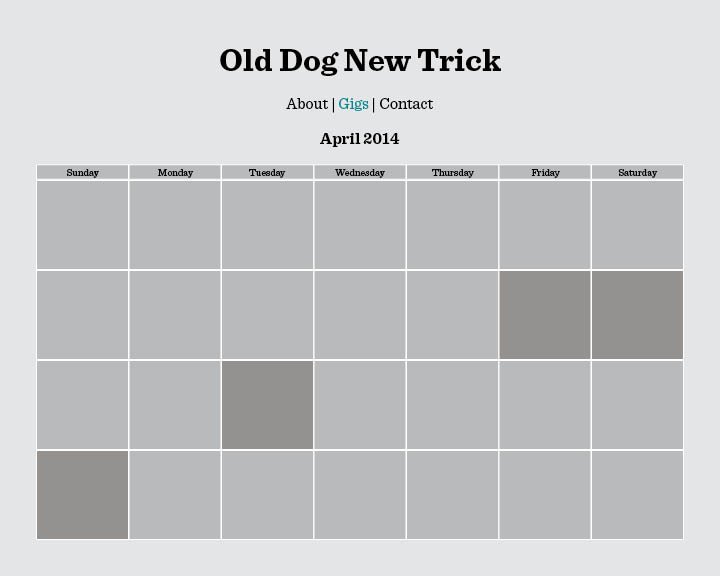 Old Dog New Trick
About | Gigs | Contact
April 2014
Sunday Monday Tuesday Wednesday Thursday Friday Saturday